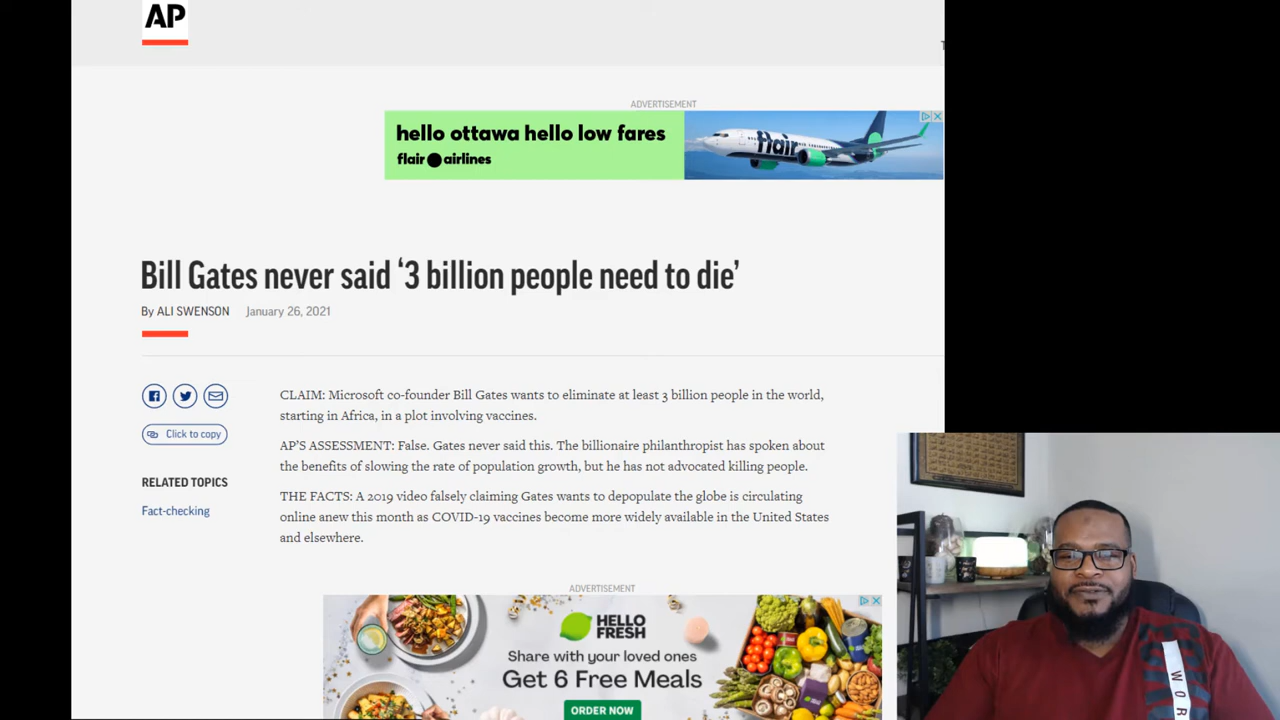 AP
ADVERTISEMENT
hello ottawa hello low fares
flair airlines
flair
Bill Gates never said ‘3 billion people need to die’
By ALI SWENSON January 26, 2021
CLAIM: Microsoft co-founder Bill Gates wants to eliminate at least 3 billion people in the world,
starting in Africa, in a plot involving vaccines.
Click to copy
AP’S ASSESSMENT: False. Gates never said this. The billionaire philanthropist has spoken about
the benefits of slowing the rate of population growth, but he has not advocated killing people.
RELATED TOPICS
Fact-checking
THE FACTS: A 2019 video falsely claiming Gates wants to depopulate the globe is circulating
online anew this month as COVID-19 vaccines become more widely available in the United States
and elsewhere.
ADVERTISEMENT
HELLO
FRESH
Share with your loved ones
Get 6 Free Meals
ORDER NOW